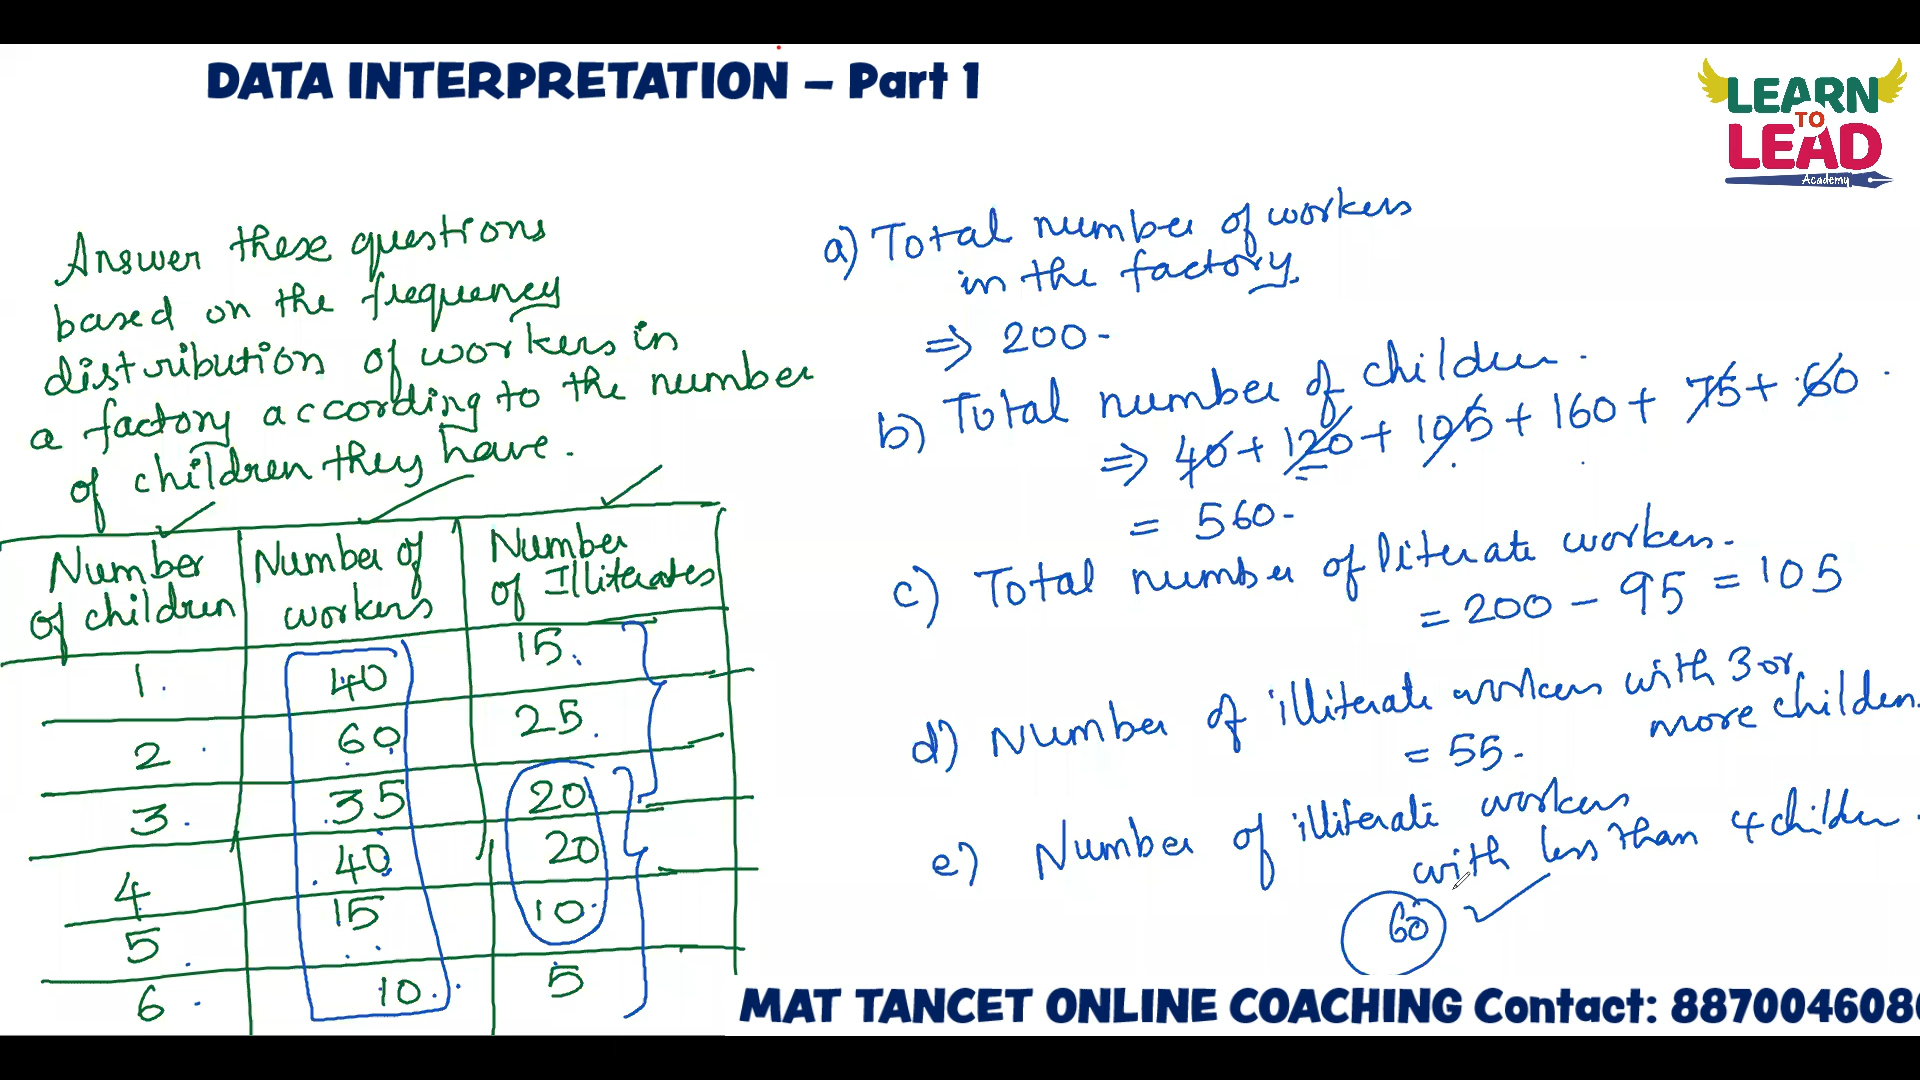 DATA INTERPRETATION – Part 1
LEARN
TO
LEAD
Academy
Answer these questions
based on the frequency
distribution of workers in
a factory according to the number
of children they have.
Number of children | Number of workers | Number of Illiterates
1 | 40 | 15
2 | 60 | 25
3 | 35 | 20
4 | 40 | 20
5 | 15 | 10
6 | 10 | 5
a) Total number of workers
in the factory.
⇒ 200
b) Total number of children.
⇒ 40 + 120 + 105 + 160 + 75 + 60
= 560
c) Total number of literate workers.
= 200 – 95 = 105
d) Number of illiterate workers with 3 or
more children.
= 55
e) Number of illiterate workers
with less than 4 children.
60
MAT TANCET ONLINE COACHING Contact: 887004608